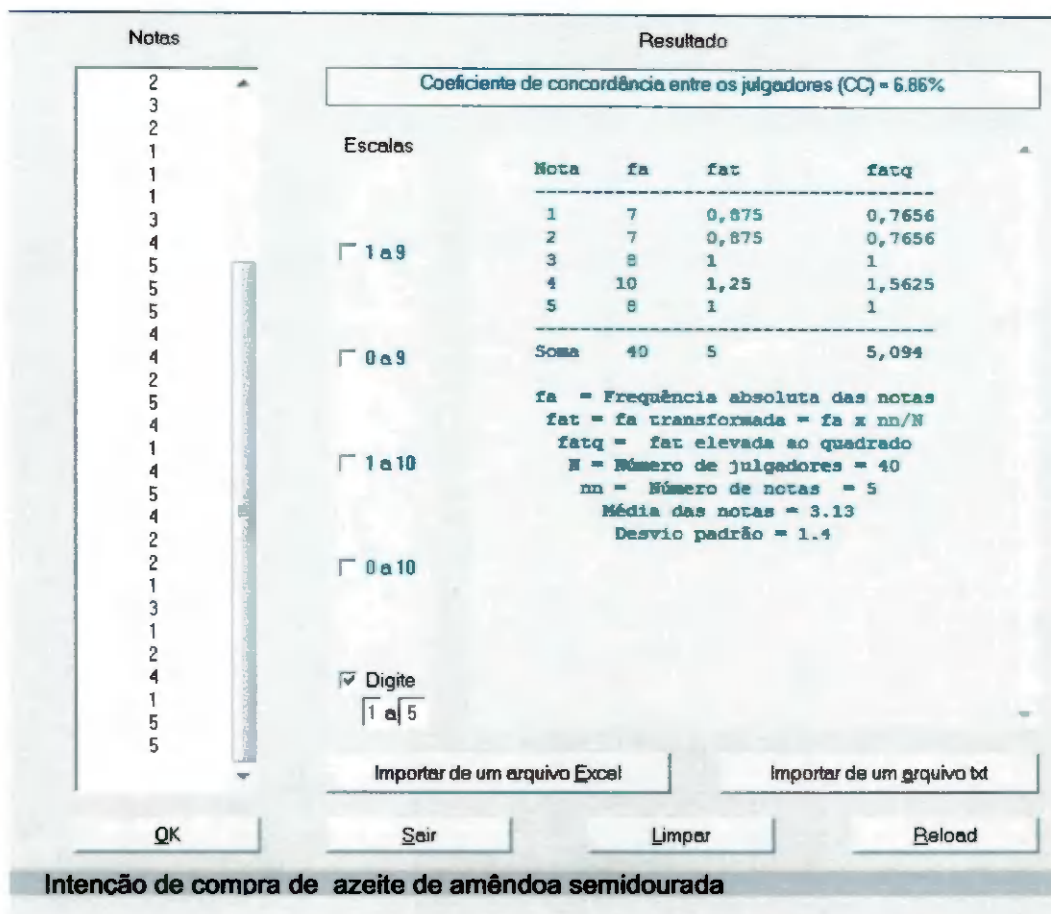 Notas
2
3
2
1
1
1
3
4
5
5
5
4
4
2
5
4
1
4
5
4
2
2
1
3
1
2
4
1
5
5
Resultado
Coeficiente de concordância entre os julgadores (CC) = 6.86%
Escalas
1 a 9
0 a 9
1 a 10
0 a 10
Digite
1 a 5
Nota fa fat fatq
1 7 0,875 0,7656
2 7 0,875 0,7656
3 8 1 1
4 10 1,25 1,5625
5 8 1 1
Soma 40 5 5,094
fa = Frequência absoluta das notas
fat = fa transformada = fa x nn/N
fatq = fat elevada ao quadrado
N = Número de julgadores = 40
nn = Número de notas = 5
Média das notas = 3.13
Desvio padrão = 1.4
Importar de um arquivo Excel
Importar de um arquivo txt
OK
Sair
Limpar
Reload
Intenção de compra de azeite de amêndoa semidourada